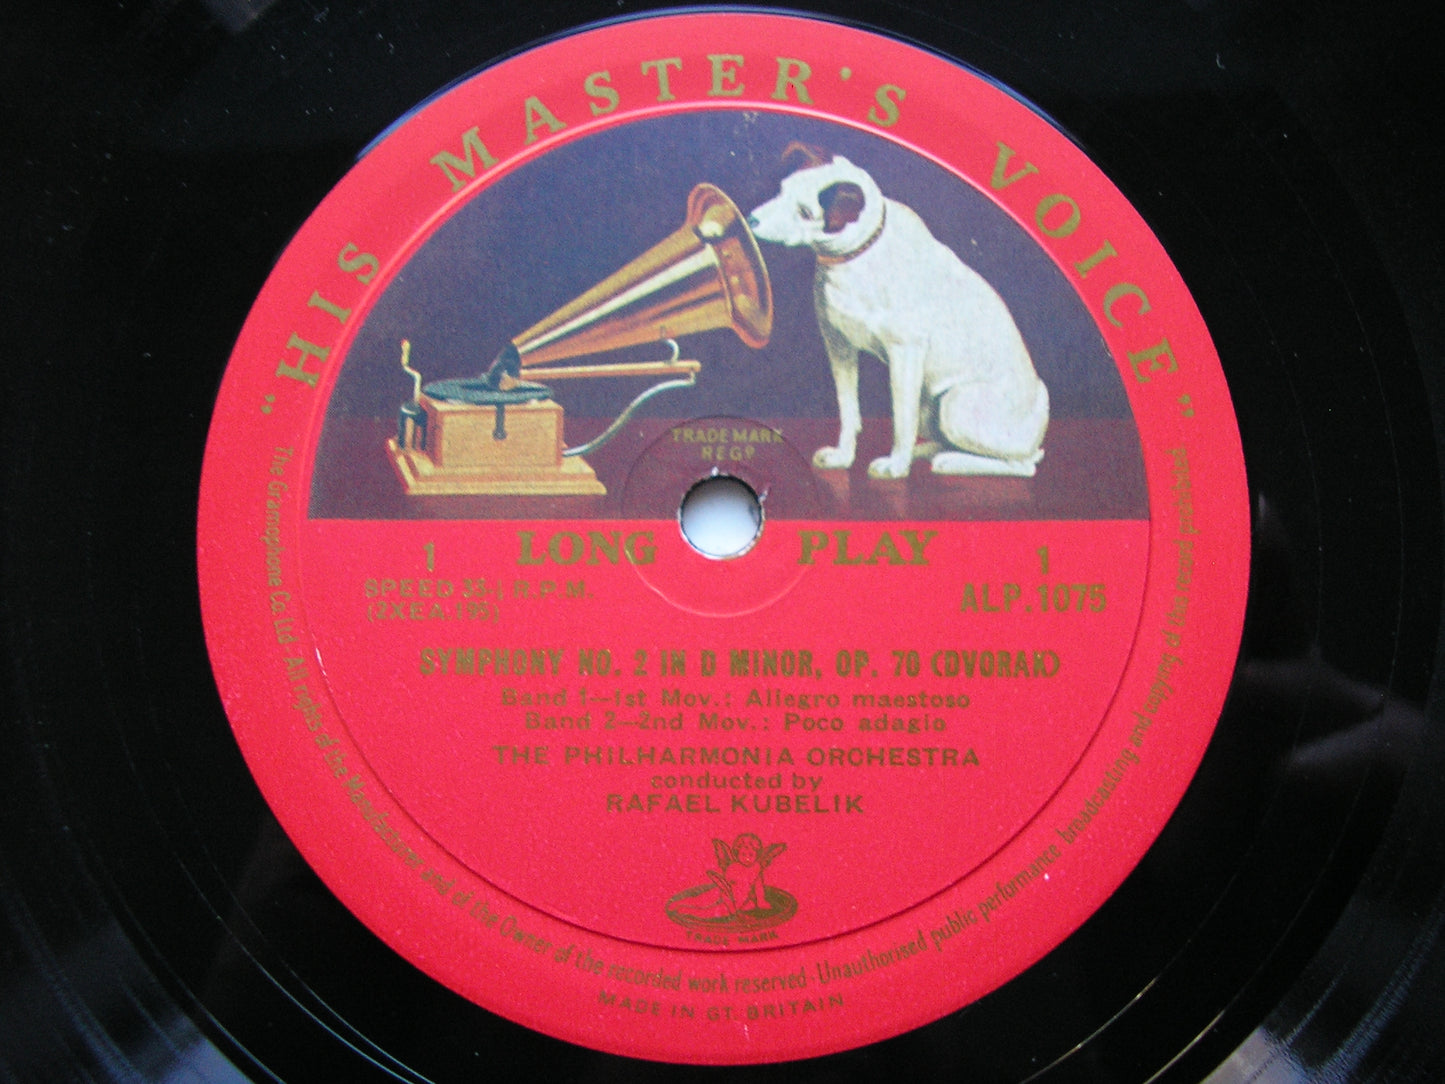 "HIS MASTER'S VOICE"
TRADE MARK
REGD
1 LONG PLAY 1
SPEED 33⅓ R.P.M.
(2XEA.195)
ALP.1075
SYMPHONY NO. 2 IN D MINOR, OP. 70 (DVORAK)
Band 1—1st Mov.: Allegro maestoso
Band 2—2nd Mov.: Poco adagio
THE PHILHARMONIA ORCHESTRA
conducted by
RAFAEL KUBELIK
TRADE MARK
The Gramophone Co. Ltd - All rights of the Manufacturer and of the Owner of the recorded work reserved · Unauthorised public performance broadcasting and copying of this record prohibited
MADE IN GT. BRITAIN